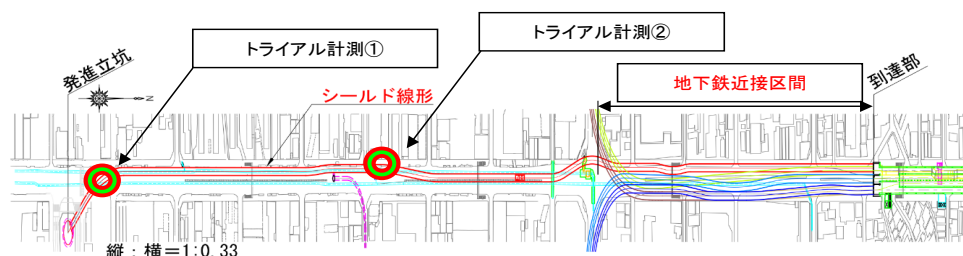 トライアル計測①
トライアル計測②
発進立坑
N
シールド線形
地下鉄近接区間
到達部
縦：横=1:0.33